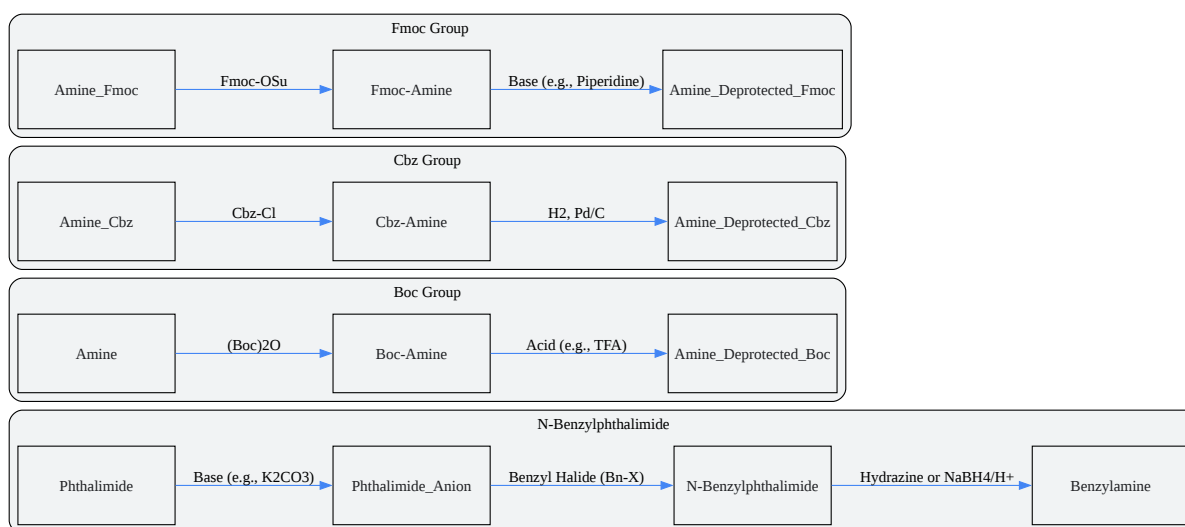 Fmoc Group
Amine_Fmoc
Fmoc-OSu
Fmoc-Amine
Base (e.g., Piperidine)
Amine_Deprotected_Fmoc
Cbz Group
Amine_Cbz
Cbz-Cl
Cbz-Amine
H2, Pd/C
Amine_Deprotected_Cbz
Boc Group
Amine
(Boc)2O
Boc-Amine
Acid (e.g., TFA)
Amine_Deprotected_Boc
N-Benzylphthalimide
Phthalimide
Base (e.g., K2CO3)
Phthalimide_Anion
Benzyl Halide (Bn-X)
N-Benzylphthalimide
Hydrazine or NaBH4/H+
Benzylamine